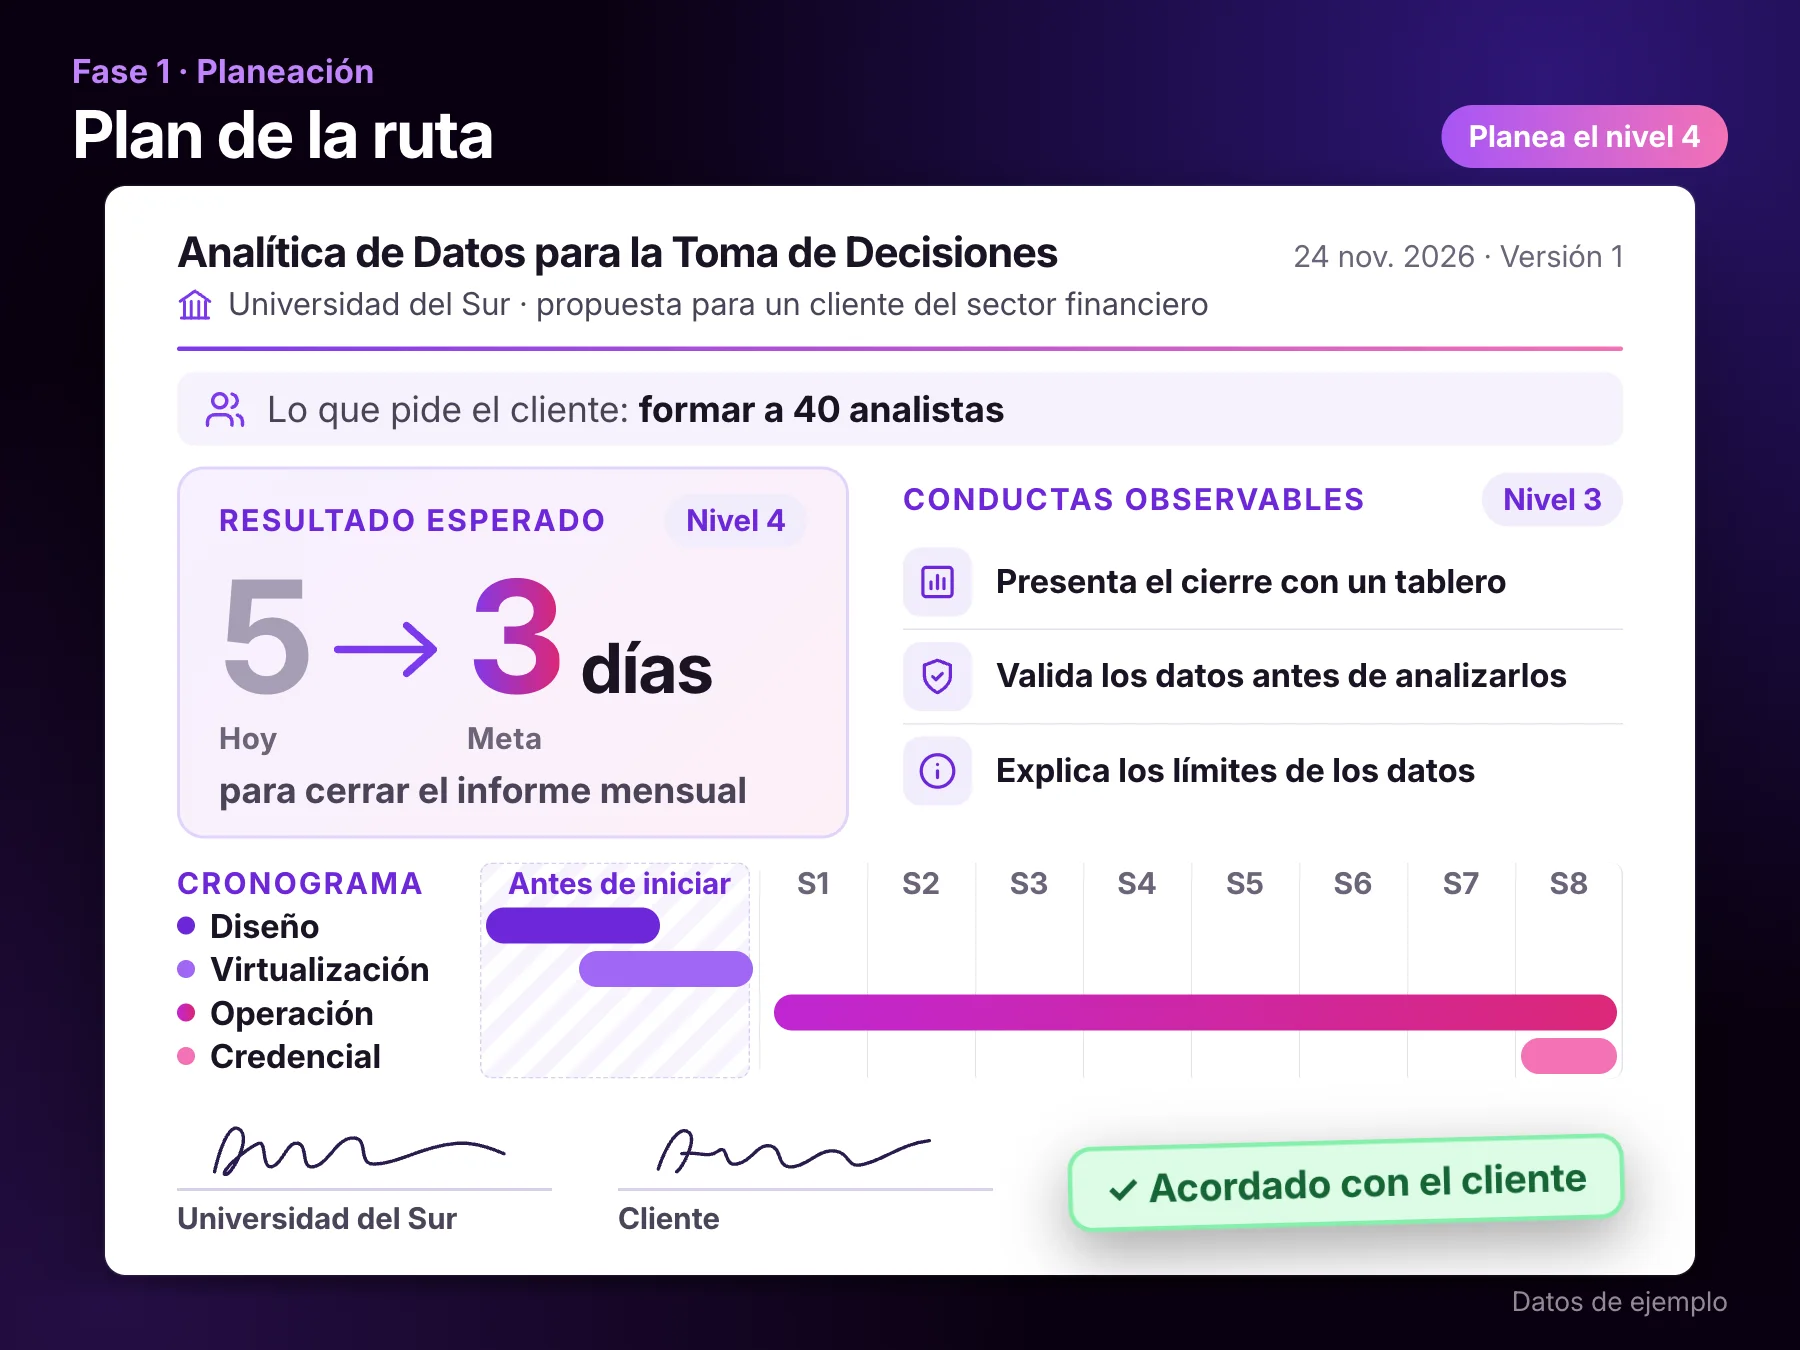 Fase 1 · Planeación
Plan de la ruta
Planea el nivel 4
Analítica de Datos para la Toma de Decisiones
24 nov. 2026 · Versión 1
Universidad del Sur · propuesta para un cliente del sector financiero
Lo que pide el cliente: formar a 40 analistas
RESULTADO ESPERADO
Nivel 4
5 → 3 días
Hoy
Meta
para cerrar el informe mensual
CONDUCTAS OBSERVABLES
Nivel 3
Presenta el cierre con un tablero
Valida los datos antes de analizarlos
Explica los límites de los datos
CRONOGRAMA
Antes de iniciar
S1
S2
S3
S4
S5
S6
S7
S8
Diseño
Virtualización
Operación
Credencial
Universidad del Sur
Cliente
✓ Acordado con el cliente
Datos de ejemplo